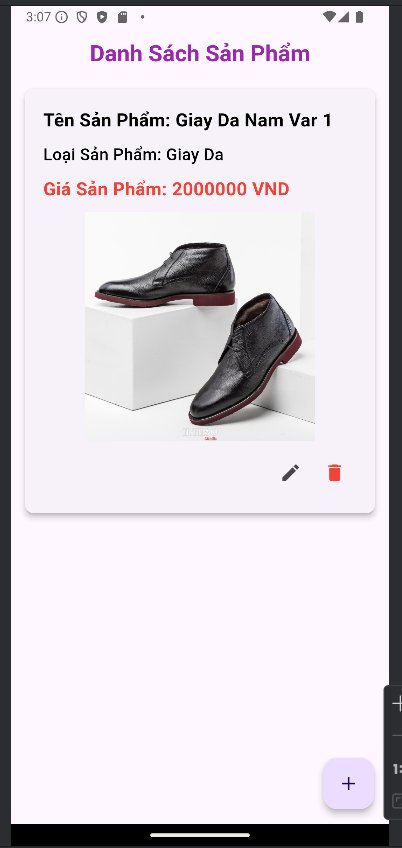 3:07
Danh Sách Sản Phẩm
Tên Sản Phẩm: Giay Da Nam Var 1
Loại Sản Phẩm: Giay Da
Giá Sản Phẩm: 2000000 VND